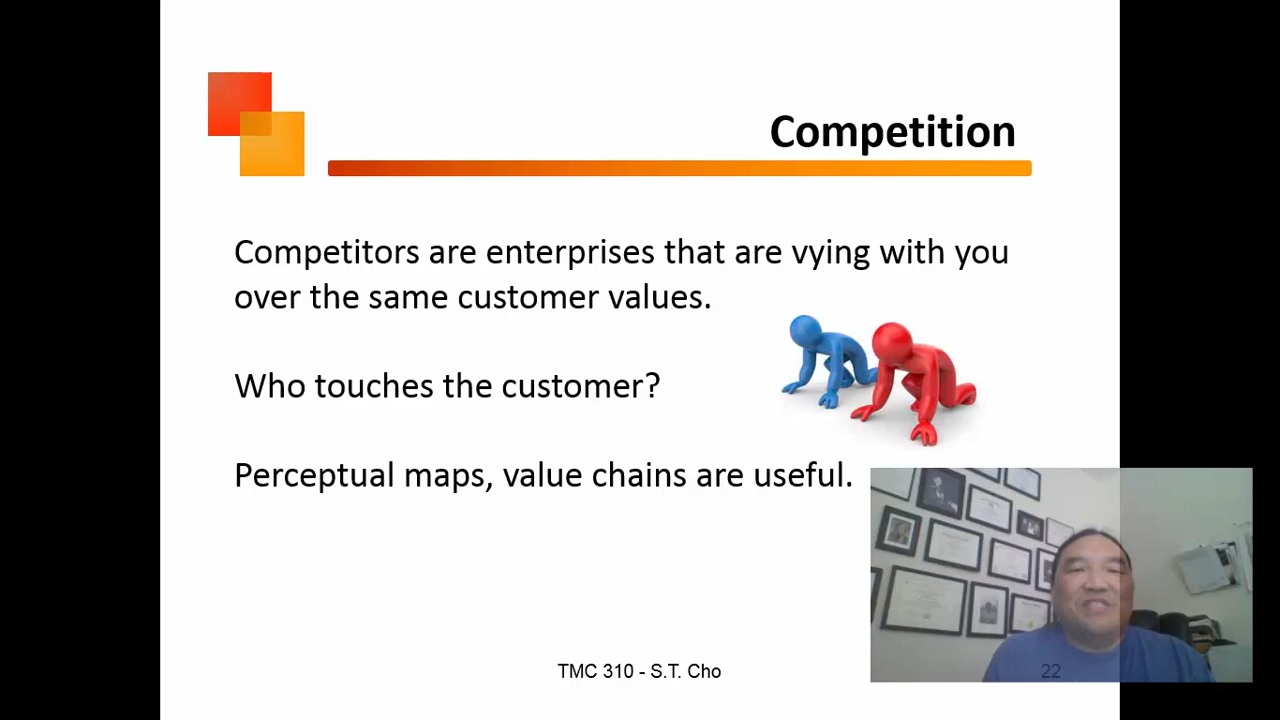 Competition
Competitors are enterprises that are vying with you
over the same customer values.
Who touches the customer?
Perceptual maps, value chains are useful.
TMC 310 - S.T. Cho
22